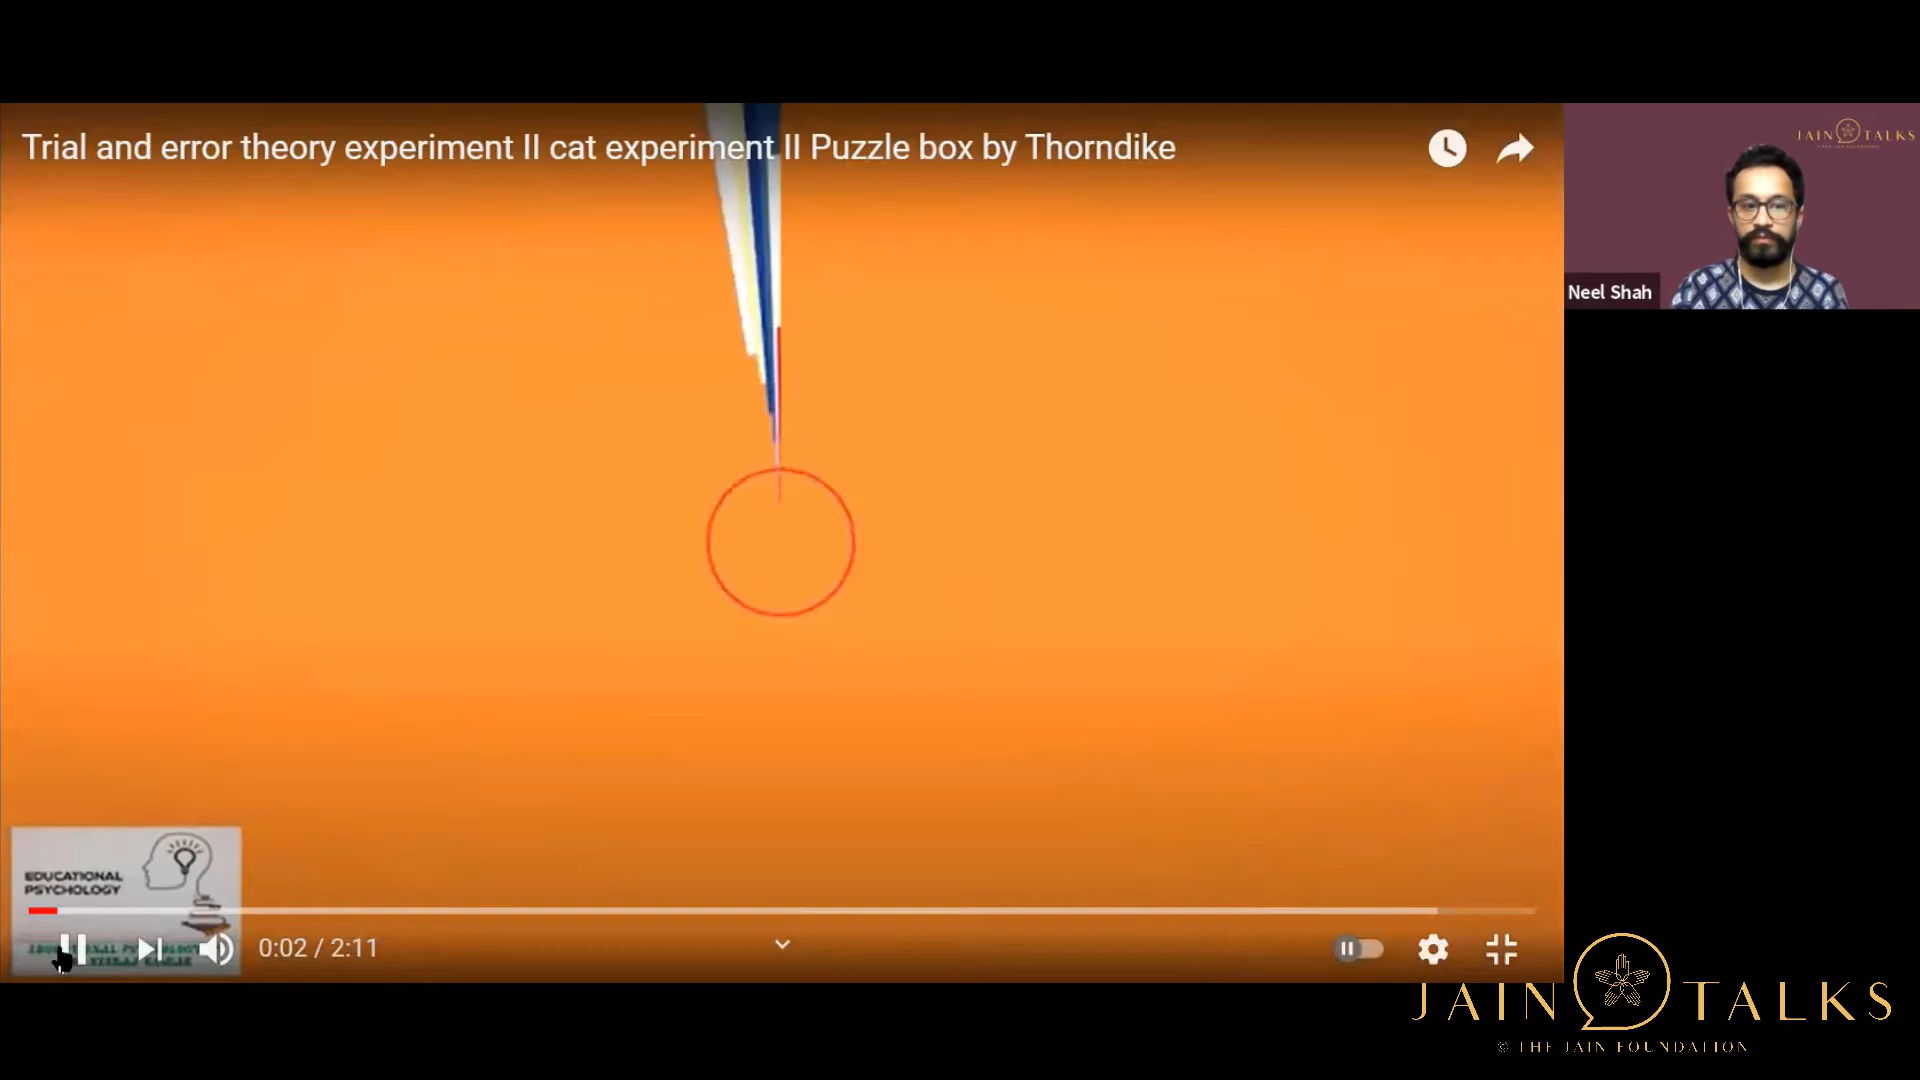 Trial and error theory experiment II cat experiment II Puzzle box by Thorndike
JAIN TALKS
Neel Shah
EDUCATIONAL
PSYCHOLOGY
0:02 / 2:11
JAIN TALKS
© THE JAIN FOUNDATION